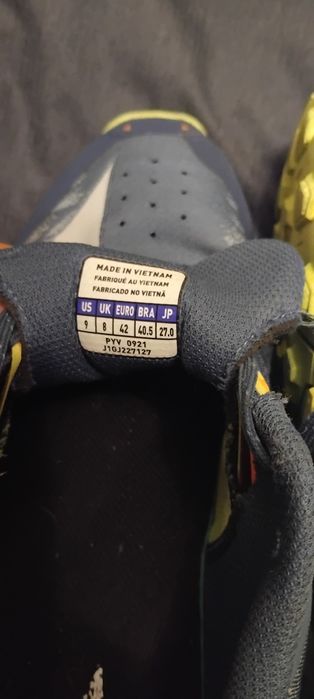 MADE IN VIETNAM
FABRIQUÉ AU VIETNAM
FABRICADO NO VIETNÃ
US UK EURO BRA JP
9 8 42 40.5 27.0
PYV 0921
J1GJ227127